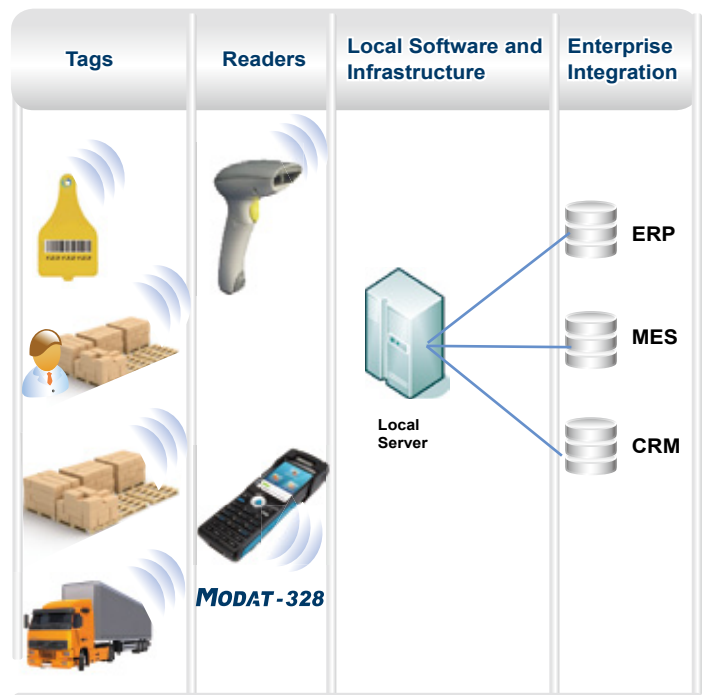 Tags
Readers
Local Software and
Infrastructure
Enterprise
Integration
ERP
MES
Local
Server
CRM
MODAT-328